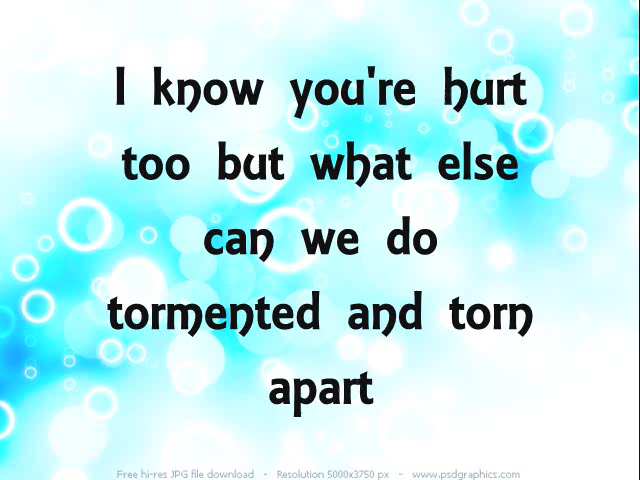 I know you're hurt
too but what else
can we do
tormented and torn
apart
Free hi-res JPG file download - Resolution 5000x3750 px - www.psdgraphics.com